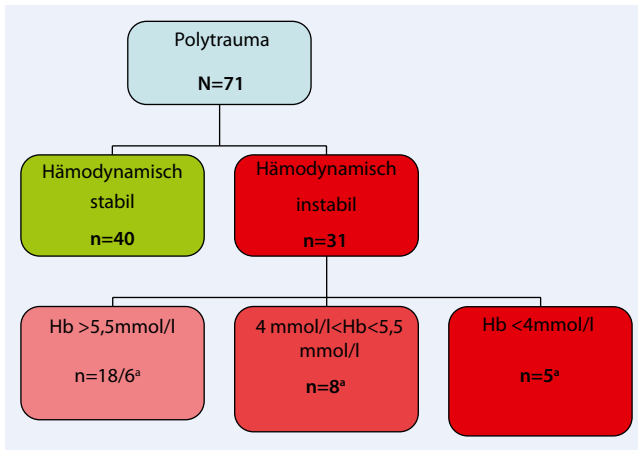 Polytrauma
N=71
Hämodynamisch
stabil
n=40
Hämodynamisch
instabil
n=31
Hb >5,5mmol/l
n=18/6ᵃ
4 mmol/l<Hb<5,5
mmol/l
n=8ᵃ
Hb <4mmol/l
n=5ᵃ